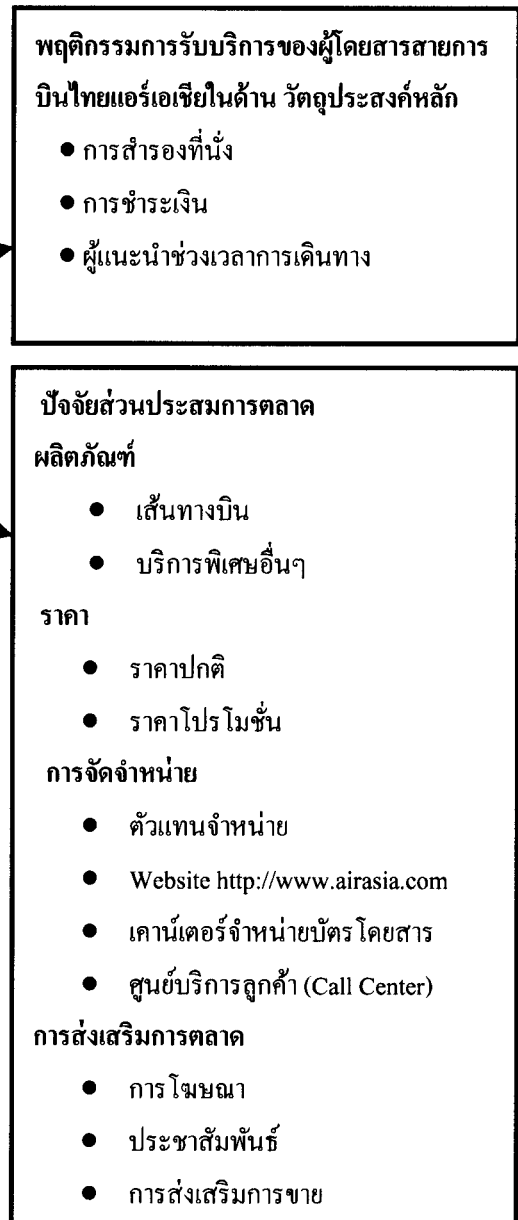 พฤติกรรมการรับบริการของผู้โดยสารสายการ
บินไทยแอร์เอเชียในด้าน วัตถุประสงค์หลัก
● การสำรองที่นั่ง
● การชำระเงิน
● ผู้แนะนำช่วงเวลาการเดินทาง
ปัจจัยส่วนประสมการตลาด
ผลิตภัณฑ์
● เส้นทางบิน
● บริการพิเศษอื่นๆ
ราคา
● ราคาปกติ
● ราคาโปรโมชั่น
การจัดจำหน่าย
● ตัวแทนจำหน่าย
● Website http://www.airasia.com
● เคาน์เตอร์จำหน่ายบัตรโดยสาร
● ศูนย์บริการลูกค้า (Call Center)
การส่งเสริมการตลาด
● การโฆษณา
● ประชาสัมพันธ์
● การส่งเสริมการขาย